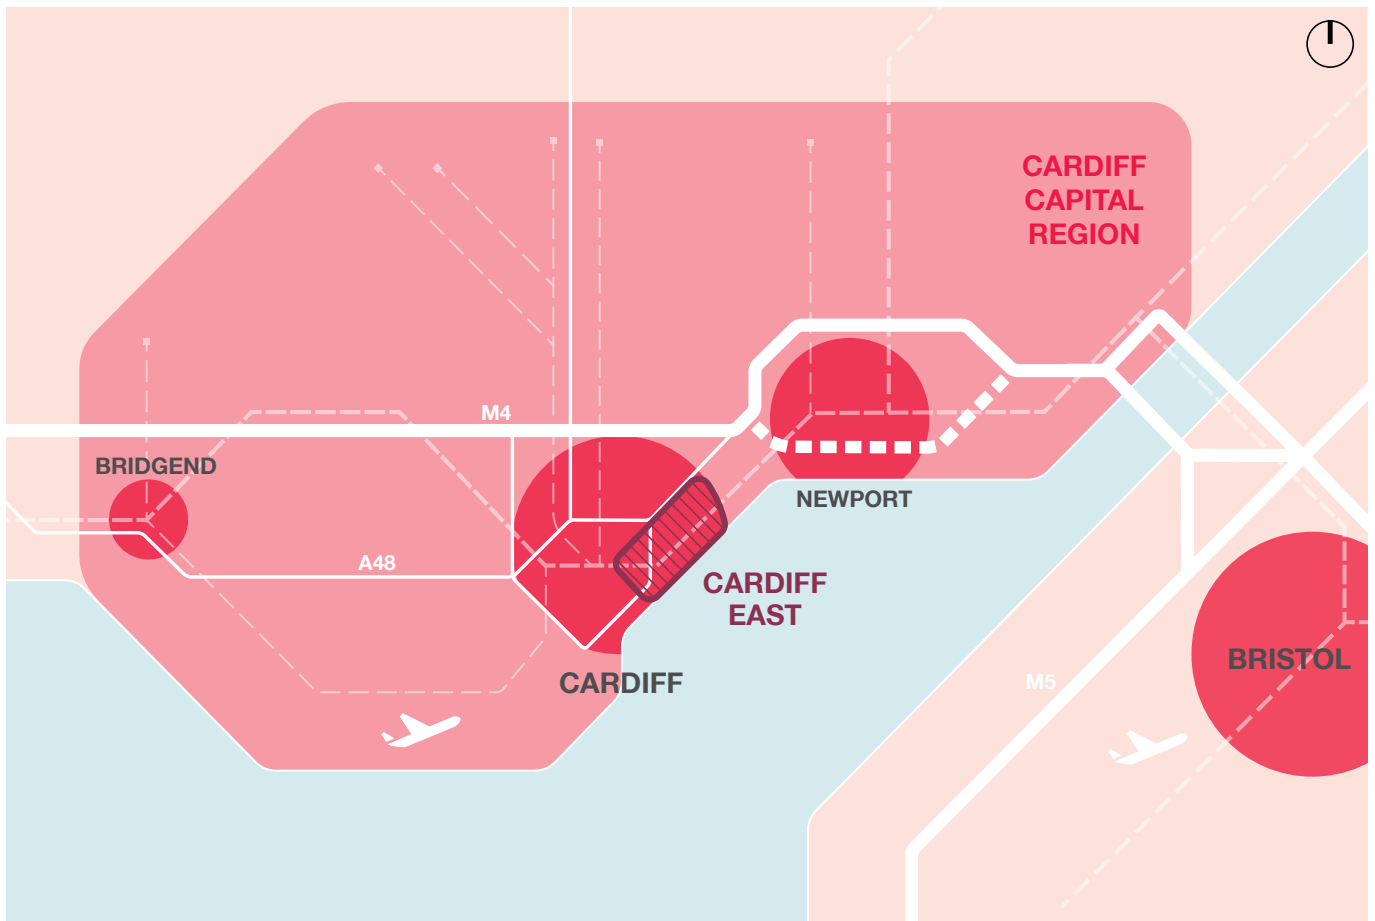 CARDIFF
CAPITAL
REGION
M4
BRIDGEND
NEWPORT
A48
CARDIFF
EAST
CARDIFF
BRISTOL
M5